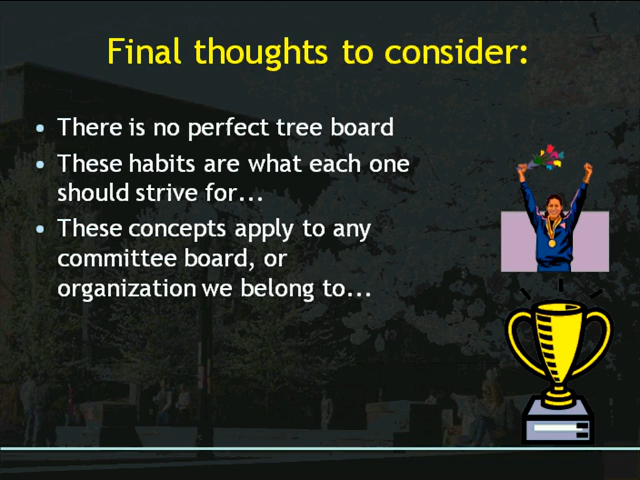 Final thoughts to consider:
• There is no perfect tree board
• These habits are what each one
should strive for...
• These concepts apply to any
committee board, or
organization we belong to...